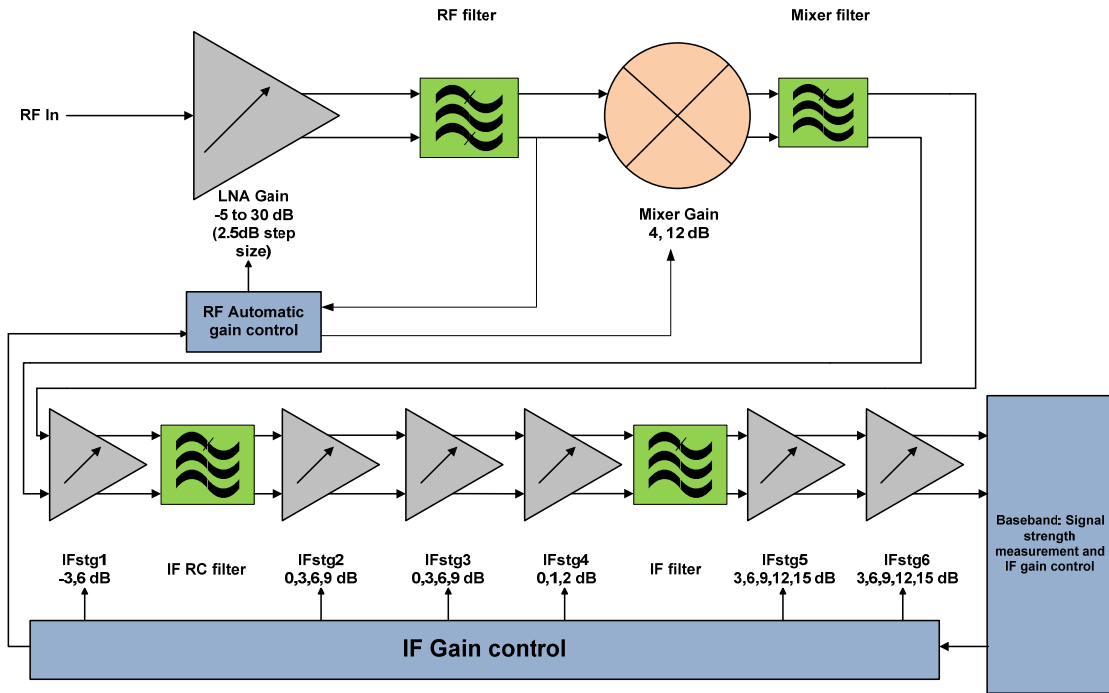 RF filter
Mixer filter
RF In
LNA Gain
-5 to 30 dB
(2.5dB step
size)
Mixer Gain
4, 12 dB
RF Automatic
gain control
IFstg1
-3,6 dB
IF RC filter
IFstg2
0,3,6,9 dB
IFstg3
0,3,6,9 dB
IFstg4
0,1,2 dB
IF filter
IFstg5
3,6,9,12,15 dB
IFstg6
3,6,9,12,15 dB
Baseband: Signal
strength
measurement and
IF gain control
IF Gain control